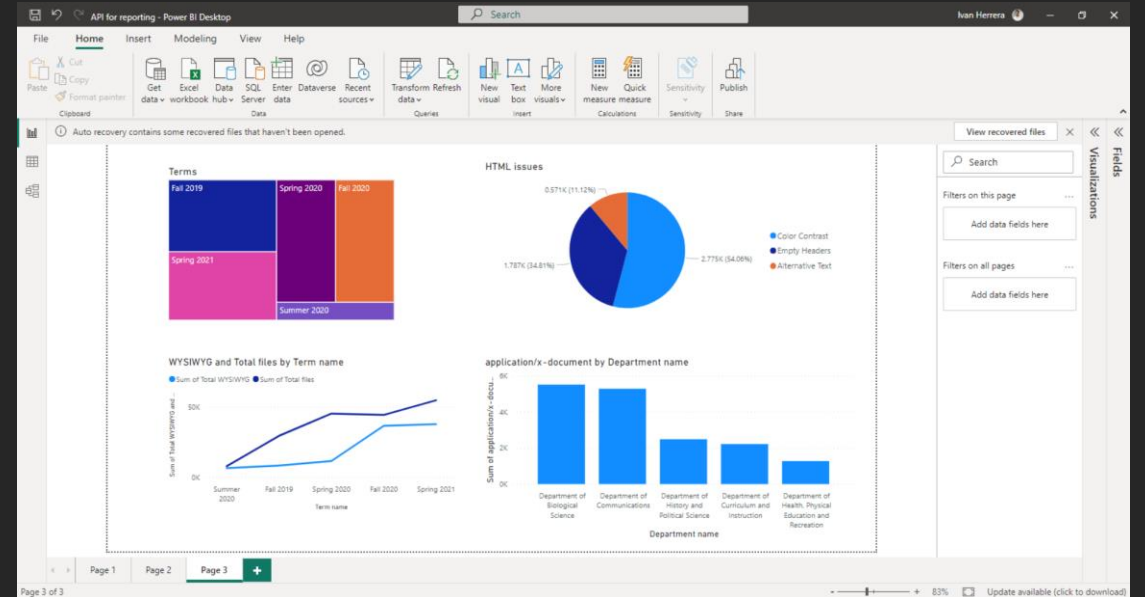 API for reporting - Power BI Desktop
Search
Ivan Herrera
File Home Insert Modeling View Help
Paste
Cut
Copy
Format painter
Clipboard
Get data
Excel workbook
Data hub
SQL Server
Enter data
Dataverse
Recent sources
Data
Transform data
Refresh
Queries
New visual
Text box
More visuals
Insert
New measure
Quick measure
Calculations
Sensitivity
Sensitivity
Publish
Share
Auto recovery contains some recovered files that haven't been opened.
View recovered files
Terms
Fall 2019
Spring 2020
Fall 2020
Spring 2021
Summer 2020
HTML issues
0.571K (11.12%)
1.787K (34.81%)
2.775K (54.06%)
Color Contrast
Empty Headers
Alternative Text
WYSIWYG and Total files by Term name
Sum of Total WYSIWYG Sum of Total files
Sum of Total WYSIWYG and ...
50K
0K
Summer 2020
Fall 2019
Spring 2020
Fall 2020
Spring 2021
Term name
application/x-document by Department name
Sum of application/x-docu...
6K
4K
2K
0K
Department of Biological Science
Department of Communications
Department of History and Political Science
Department of Curriculum and Instruction
Department of Health, Physical Education and Recreation
Department name
Search
Filters on this page
Add data fields here
Filters on all pages
Add data fields here
Visualizations
Fields
Page 1 Page 2 Page 3
Page 3 of 3
83%
Update available (click to download)